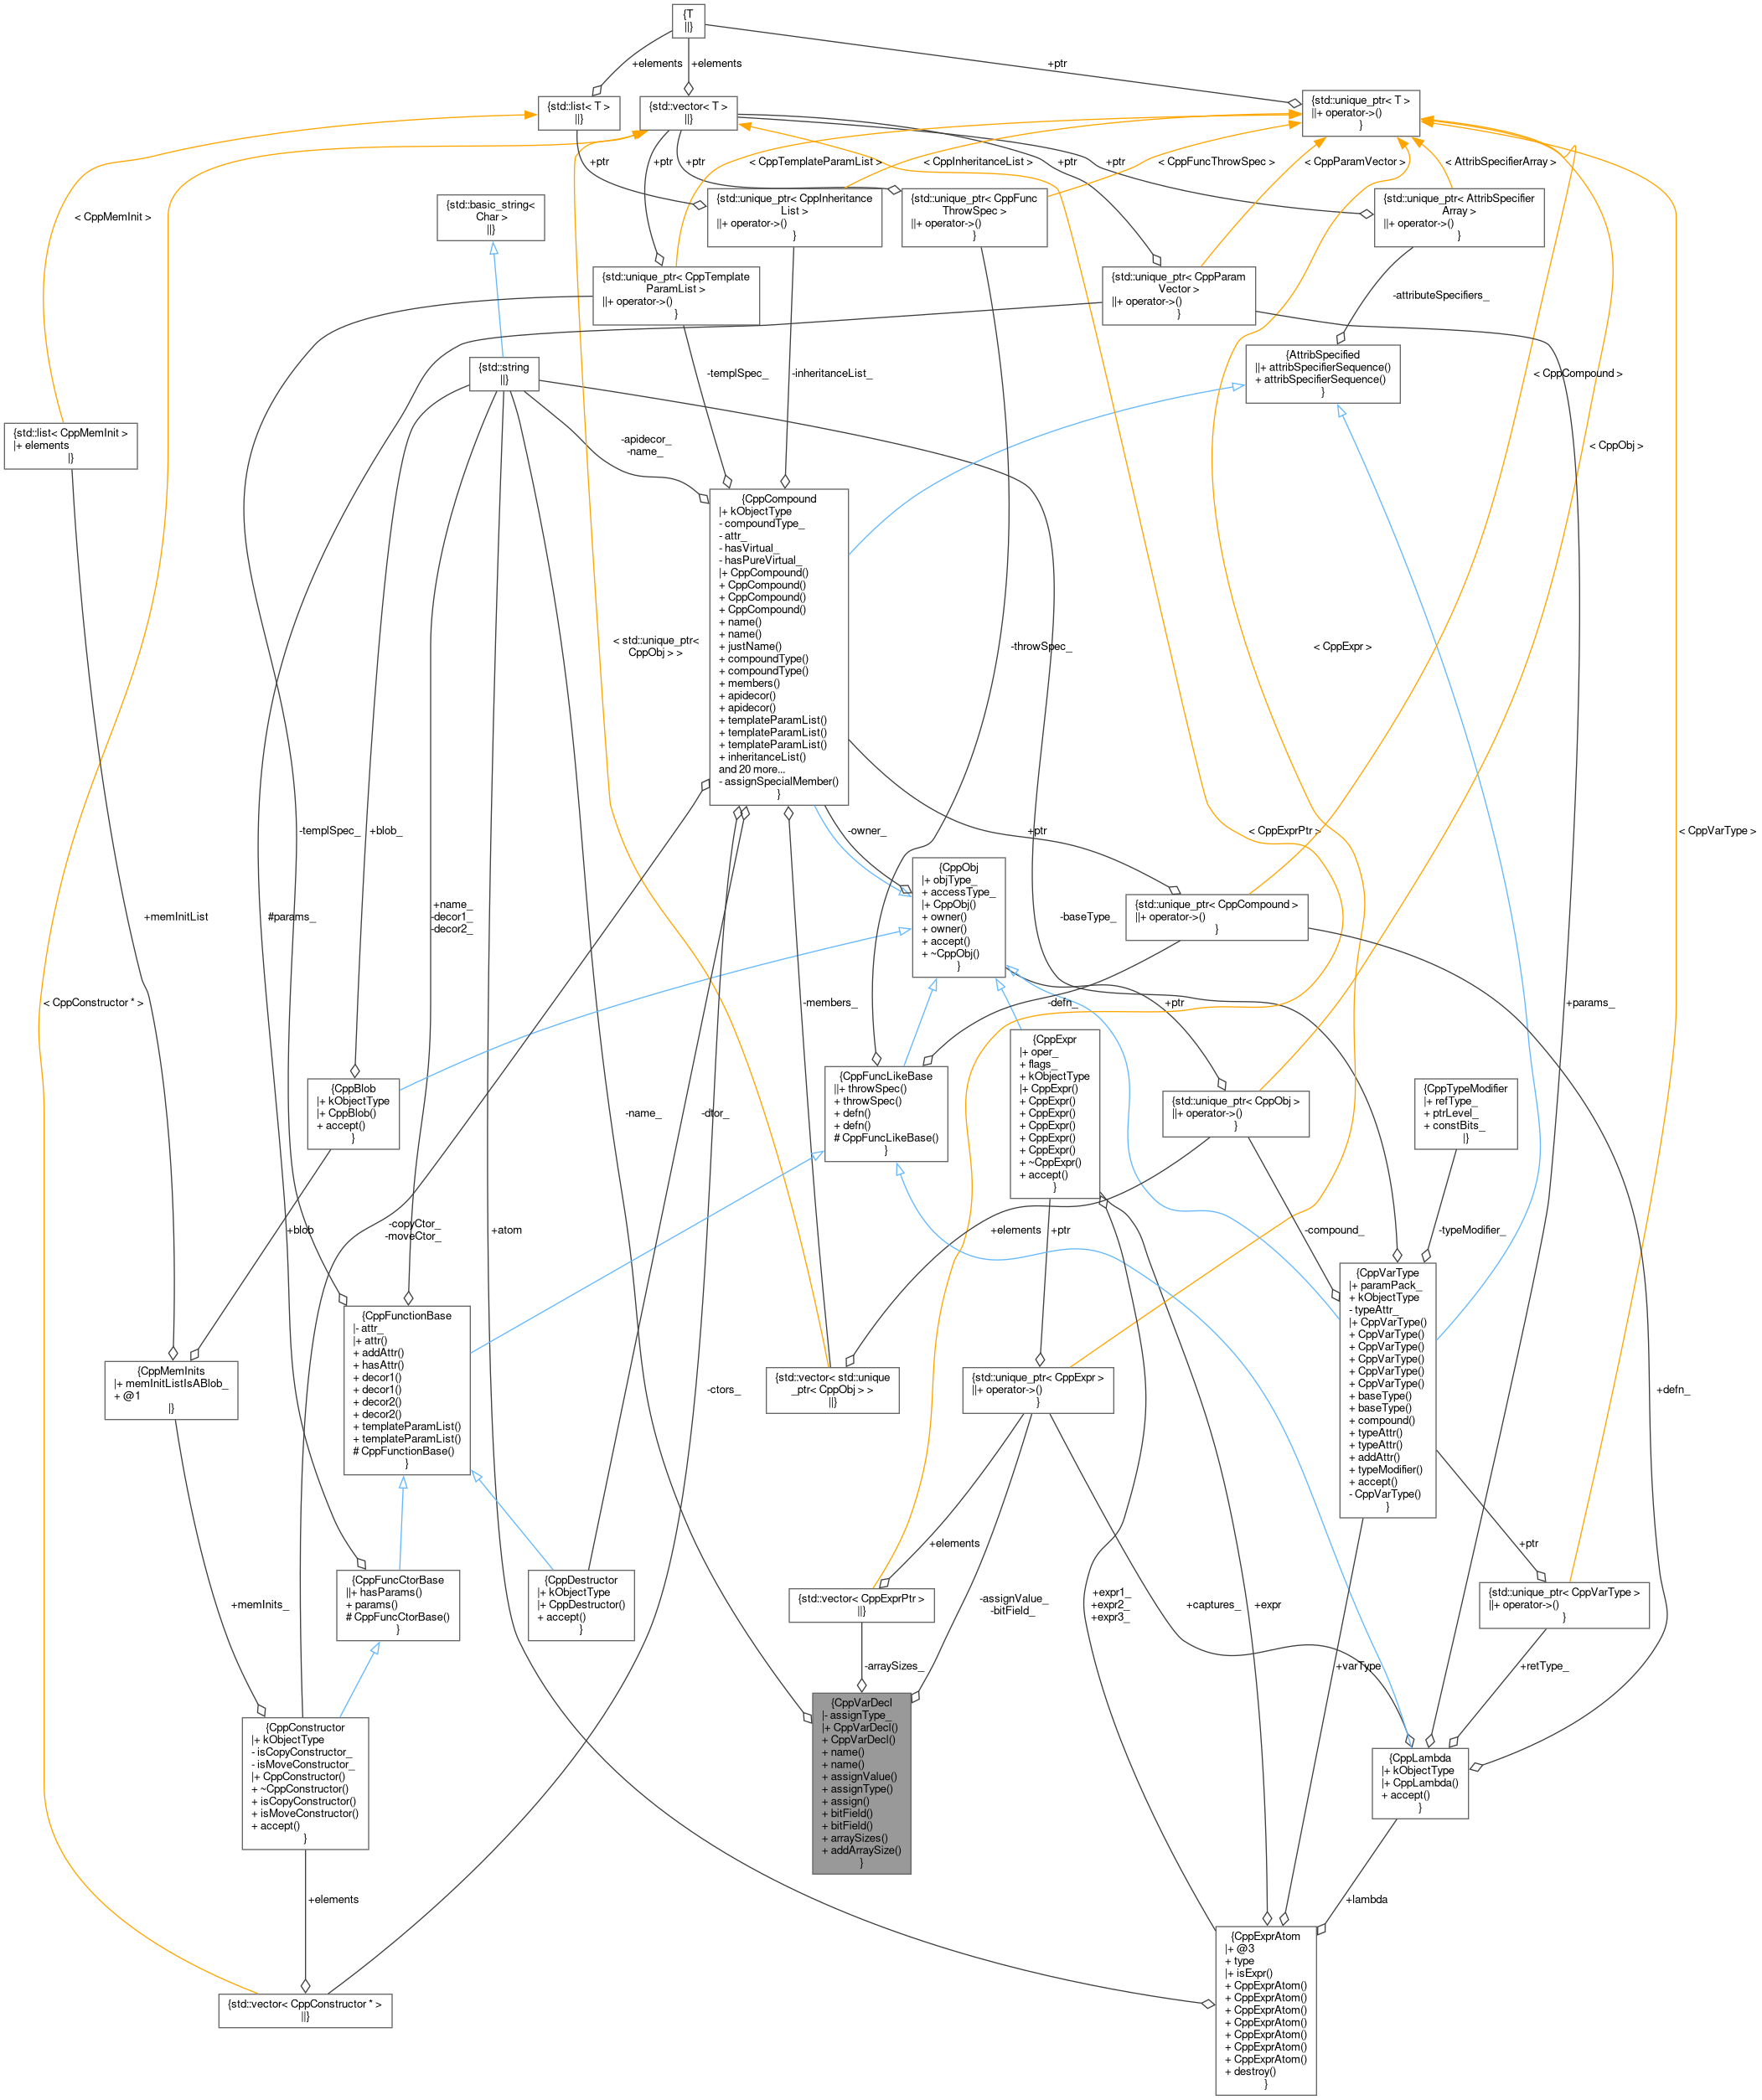 {T
||}
+elements
+elements
+ptr
{std::list< T >
||}
{std::vector< T >
||}
{std::unique_ptr< T >
||+ operator->()
}
+ptr
+ptr
+ptr
< CppTemplateParamList >
< CppInheritanceList >
+ptr
+ptr
< CppFuncThrowSpec >
< CppParamVector >
< AttribSpecifierArray >
< CppMemInit >
{std::basic_string<
Char >
||}
{std::unique_ptr< CppInheritance
List >
||+ operator->()
}
{std::unique_ptr< CppFunc
ThrowSpec >
||+ operator->()
}
{std::unique_ptr< AttribSpecifier
Array >
||+ operator->()
}
{std::unique_ptr< CppTemplate
ParamList >
||+ operator->()
}
{std::unique_ptr< CppParam
Vector >
||+ operator->()
}
-attributeSpecifiers_
{std::string
||}
-templSpec_
-inheritanceList_
{AttribSpecified
||+ attribSpecifierSequence()
+ attribSpecifierSequence()
}
< CppCompound >
{std::list< CppMemInit >
|+ elements
|}
-apidecor_
-name_
< CppObj >
{CppCompound
|+ kObjectType
- compoundType_
- attr_
- hasVirtual_
- hasPureVirtual_
|+ CppCompound()
+ CppCompound()
+ CppCompound()
+ CppCompound()
+ name()
+ name()
+ justName()
+ compoundType()
+ compoundType()
+ members()
+ apidecor()
+ apidecor()
+ templateParamList()
+ templateParamList()
+ templateParamList()
+ inheritanceList()
and 20 more...
- assignSpecialMember()
}
< std::unique_ptr<
CppObj > >
-throwSpec_
< CppExpr >
-templSpec_
+blob_
-owner_
+ptr
< CppExprPtr >
< CppVarType >
+memInitList
#params_
+name_
-decor1_
-decor2_
{CppObj
|+ objType_
+ accessType_
|+ CppObj()
+ owner()
+ owner()
+ accept()
+ ~CppObj()
}
-baseType_
{std::unique_ptr< CppCompound >
||+ operator->()
}
< CppConstructor * >
-members_
-defn_
+ptr
+params_
{CppBlob
|+ kObjectType
|+ CppBlob()
+ accept()
}
-name_
-dtor_
{CppFuncLikeBase
||+ throwSpec()
+ throwSpec()
+ defn()
+ defn()
# CppFuncLikeBase()
}
{CppExpr
|+ oper_
+ flags_
+ kObjectType
|+ CppExpr()
+ CppExpr()
+ CppExpr()
+ CppExpr()
+ CppExpr()
+ CppExpr()
+ ~CppExpr()
+ accept()
}
{std::unique_ptr< CppObj >
||+ operator->()
}
{CppTypeModifier
|+ refType_
+ ptrLevel_
+ constBits_
|}
+blob
-copyCtor_
-moveCtor_
+atom
+elements
+ptr
-compound_
-typeModifier_
{CppFunctionBase
|- attr_
|+ attr()
+ addAttr()
+ hasAttr()
+ decor1()
+ decor1()
+ decor2()
+ decor2()
+ templateParamList()
+ templateParamList()
# CppFunctionBase()
}
{CppVarType
|+ paramPack_
+ kObjectType
- typeAttr_
|+ CppVarType()
+ CppVarType()
+ CppVarType()
+ CppVarType()
+ CppVarType()
+ CppVarType()
+ baseType()
+ baseType()
+ compound()
+ typeAttr()
+ typeAttr()
+ addAttr()
+ typeModifier()
+ accept()
- CppVarType()
}
{CppMemInits
|+ memInitListIsABlob_
+ @1
|}
-ctors_
{std::vector< std::unique
_ptr< CppObj > >
||}
{std::unique_ptr< CppExpr >
||+ operator->()
}
+defn_
+elements
+ptr
{CppFuncCtorBase
||+ hasParams()
+ params()
# CppFuncCtorBase()
}
{CppDestructor
|+ kObjectType
|+ CppDestructor()
+ accept()
}
+memInits_
{std::vector< CppExprPtr >
||}
-assignValue_
-bitField_
+expr1_
+expr2_
+expr3_
+captures_
+expr
{std::unique_ptr< CppVarType >
||+ operator->()
}
-arraySizes_
+varType
+retType_
{CppVarDecl
|- assignType_
|+ CppVarDecl()
+ CppVarDecl()
+ name()
+ name()
+ assignValue()
+ assignType()
+ assign()
+ bitField()
+ bitField()
+ arraySizes()
+ addArraySize()
}
{CppConstructor
|+ kObjectType
- isCopyConstructor_
- isMoveConstructor_
|+ CppConstructor()
+ ~CppConstructor()
+ isCopyConstructor()
+ isMoveConstructor()
+ accept()
}
{CppLambda
|+ kObjectType
|+ CppLambda()
+ accept()
}
+elements
+lambda
{CppExprAtom
|+ @3
+ type
|+ isExpr()
+ CppExprAtom()
+ CppExprAtom()
+ CppExprAtom()
+ CppExprAtom()
+ CppExprAtom()
+ CppExprAtom()
+ CppExprAtom()
+ destroy()
}
{std::vector< CppConstructor * >
||}